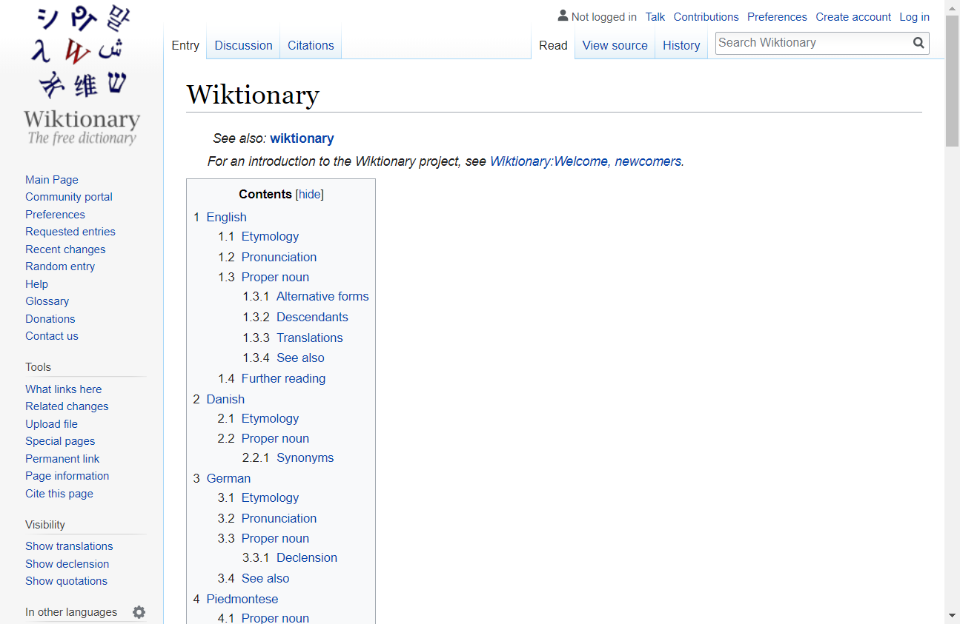 シ
Wiktionary
The free dictionary
Main Page
Community portal
Preferences
Requested entries
Recent changes
Random entry
Help
Glossary
Donations
Contact us
Tools
What links here
Related changes
Upload file
Special pages
Permanent link
Page information
Cite this page
Visibility
Show translations
Show declension
Show quotations
In other languages
Not logged in Talk Contributions Preferences Create account Log in
Entry Discussion Citations
Read View source History
Search Wiktionary
Wiktionary
See also: wiktionary
For an introduction to the Wiktionary project, see Wiktionary:Welcome, newcomers.
Contents [hide]
1 English
1.1 Etymology
1.2 Pronunciation
1.3 Proper noun
1.3.1 Alternative forms
1.3.2 Descendants
1.3.3 Translations
1.3.4 See also
1.4 Further reading
2 Danish
2.1 Etymology
2.2 Proper noun
2.2.1 Synonyms
3 German
3.1 Etymology
3.2 Pronunciation
3.3 Proper noun
3.3.1 Declension
3.4 See also
4 Piedmontese
4.1 Proper noun